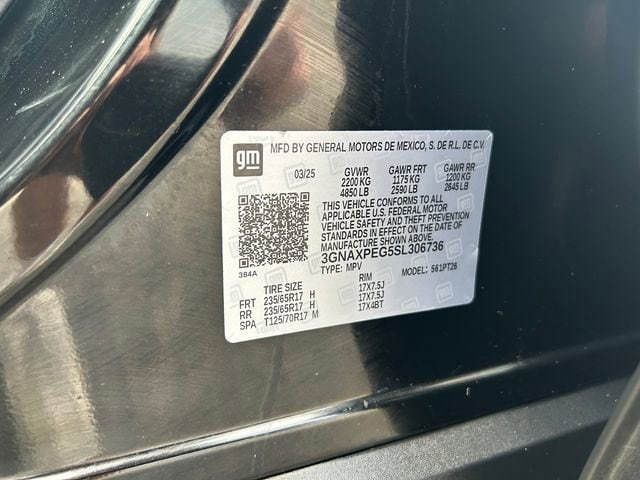 gm
MFD BY GENERAL MOTORS DE MEXICO, S. DE R.L. DE C.V.
03/25 GVWR GAWR FRT GAWR RR
2200 KG 1175 KG 1200 KG
4850 LB 2590 LB 2645 LB
THIS VEHICLE CONFORMS TO ALL
APPLICABLE U.S. FEDERAL MOTOR
VEHICLE SAFETY AND THEFT PREVENTION
STANDARDS IN EFFECT ON THE DATE OF
MANUFACTURE SHOWN ABOVE.
3GNAXPEG5SL306736
384A TYPE: MPV MODEL: 561PT26
TIRE SIZE RIM
FRT 235/65R17 H 17X7.5J
RR 235/65R17 H 17X7.5J
SPA T125/70R17 M 17X4BT